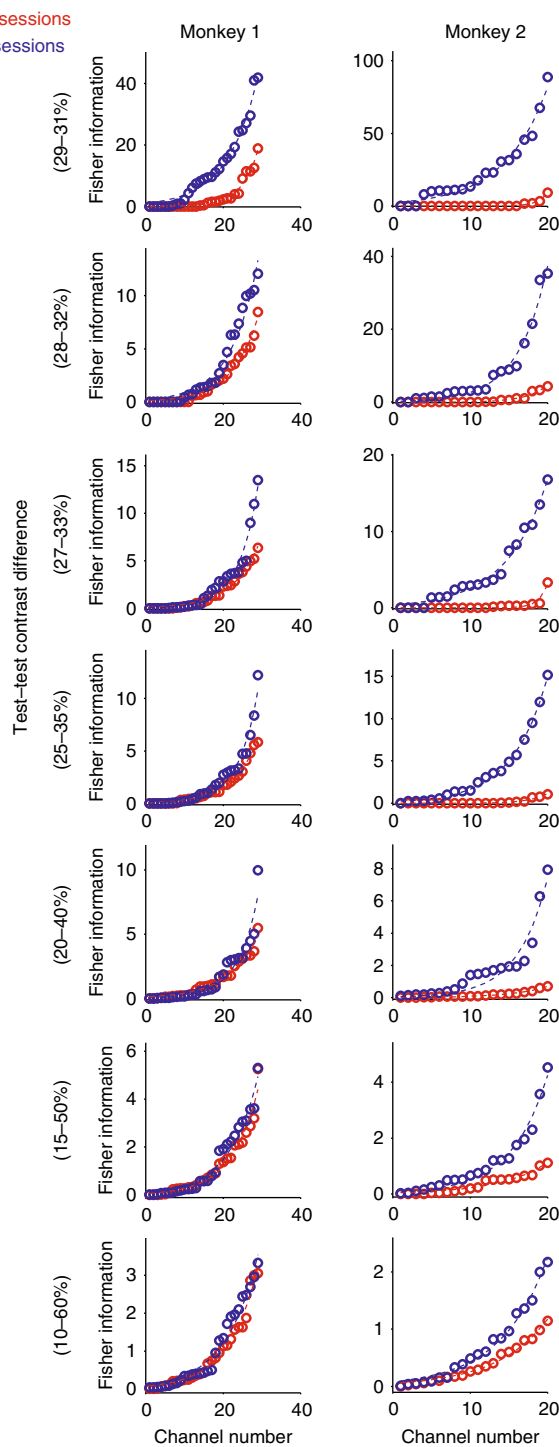 sessions
sessions
Monkey 1
Monkey 2
Test–test contrast difference
(29–31%)
Fisher information
40
20
0
0 20 40
100
50
0
0 10 20
(28–32%)
Fisher information
10
5
0
0 20 40
40
20
0
0 10 20
(27–33%)
Fisher information
15
10
5
0
0 20 40
20
10
0
0 10 20
(25–35%)
Fisher information
10
5
0
0 20 40
15
10
5
0
0 10 20
(20–40%)
Fisher information
10
5
0
0 20 40
8
6
4
2
0
0 10 20
(15–50%)
Fisher information
6
4
2
0
0 20 40
4
2
0
0 10 20
(10–60%)
Fisher information
3
2
1
0
0 20 40
2
1
0
0 10 20
Channel number
Channel number